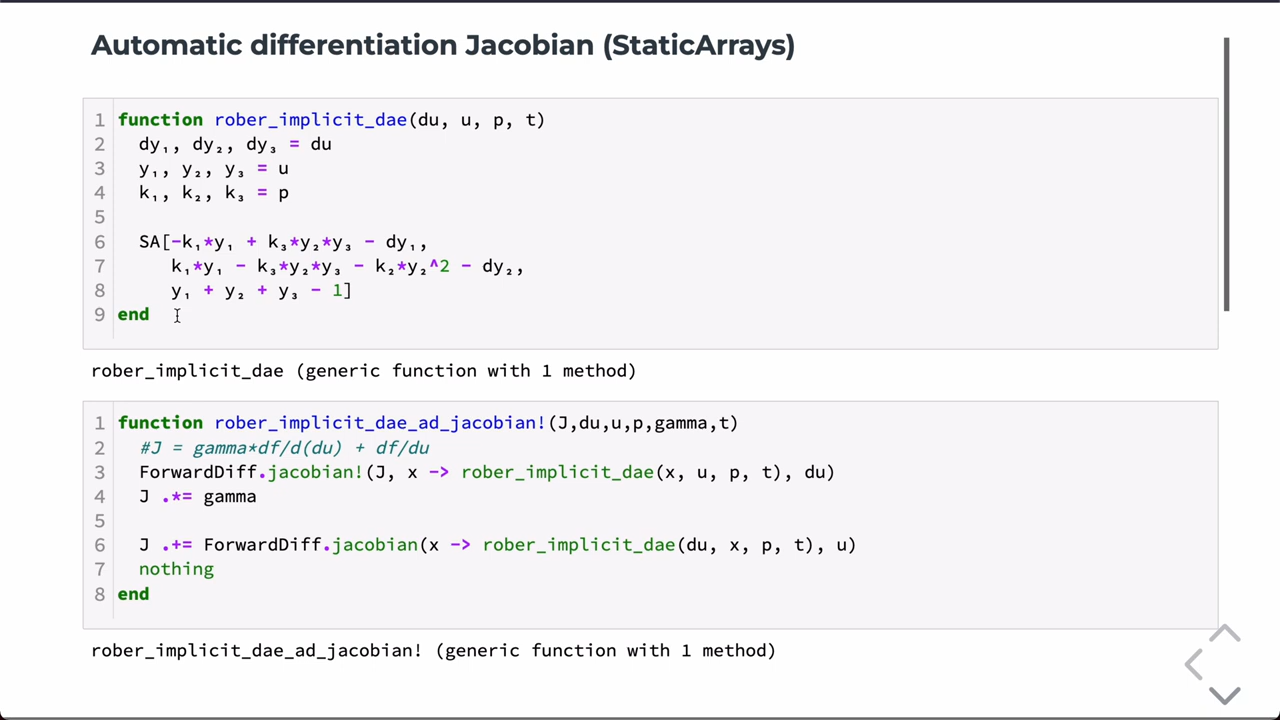 Automatic differentiation Jacobian (StaticArrays)
1 function rober_implicit_dae(du, u, p, t)
2   dy₁, dy₂, dy₃ = du
3   y₁, y₂, y₃ = u
4   k₁, k₂, k₃ = p
5
6   SA[-k₁*y₁ + k₃*y₂*y₃ - dy₁,
7      k₁*y₁ - k₃*y₂*y₃ - k₂*y₂^2 - dy₂,
8      y₁ + y₂ + y₃ - 1]
9 end
rober_implicit_dae (generic function with 1 method)
1 function rober_implicit_dae_ad_jacobian!(J,du,u,p,gamma,t)
2   #J = gamma*df/d(du) + df/du
3   ForwardDiff.jacobian!(J, x -> rober_implicit_dae(x, u, p, t), du)
4   J .*= gamma
5
6   J .+= ForwardDiff.jacobian(x -> rober_implicit_dae(du, x, p, t), u)
7   nothing
8 end
rober_implicit_dae_ad_jacobian! (generic function with 1 method)